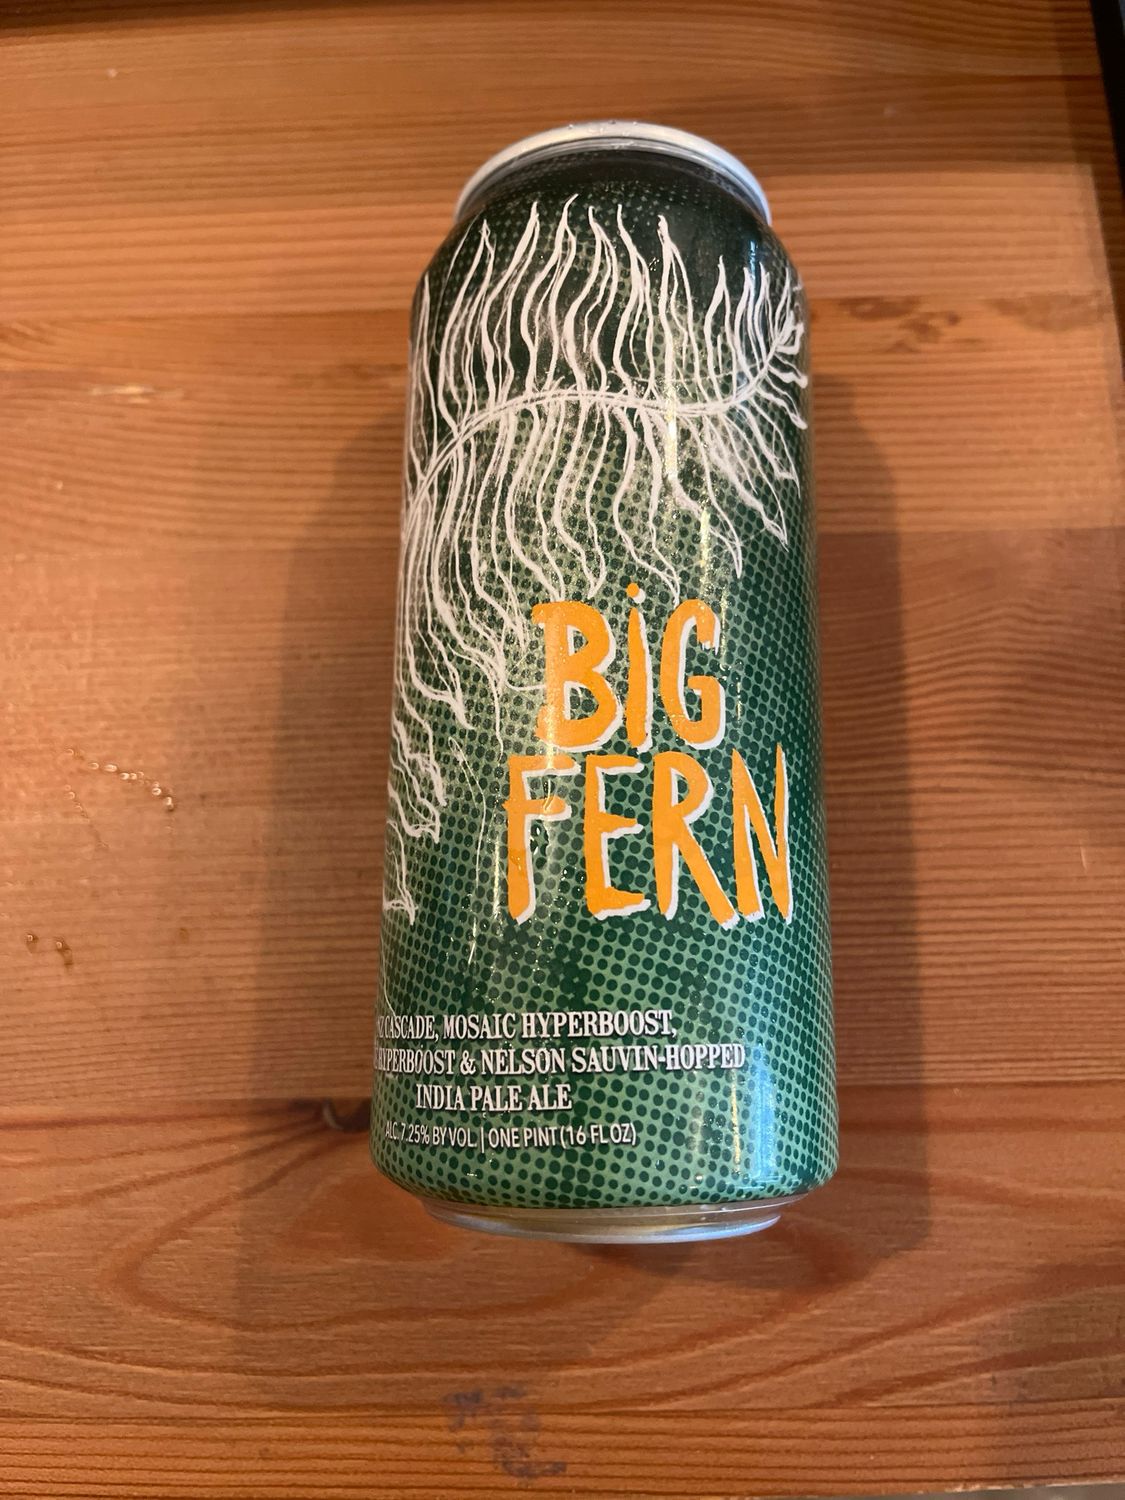 BiG
FERN
NZ CASCADE, MOSAIC HYPERBOOST,
HYPERBOOST & NELSON SAUVIN-HOPPED
INDIA PALE ALE
ALC. 7.25% BY VOL. | ONE PINT (16 FL OZ)